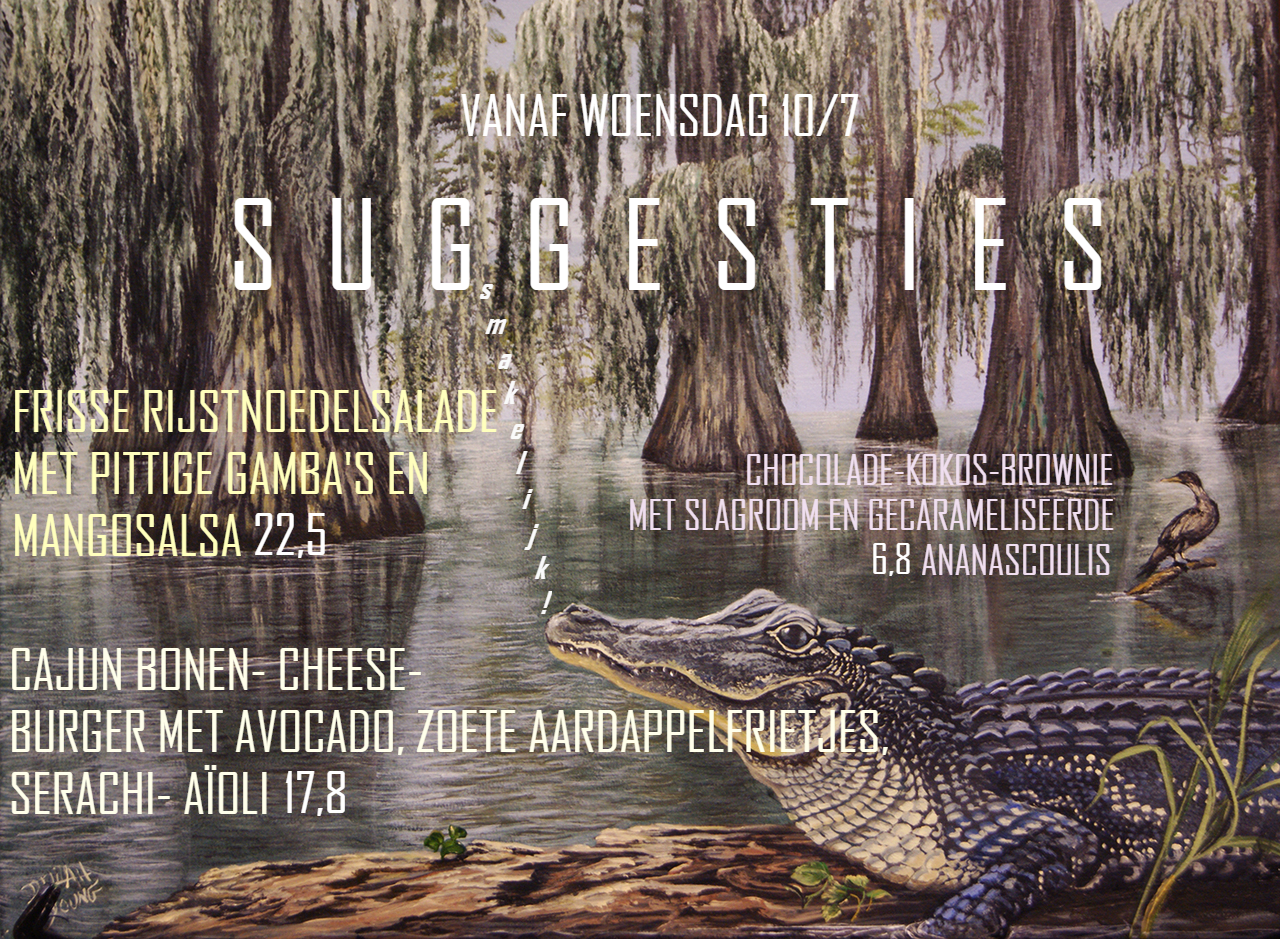 VANAF WOENSDAG 10/7
SUGGESTIES
smakelijk!
FRISSE RIJSTNOEDELSALADE
MET PITTIGE GAMBA'S EN
MANGOSALSA 22,5
CHOCOLADE-KOKOS-BROWNIE
MET SLAGROOM EN GECARAMELISEERDE
6,8 ANANASCOULIS
CAJUN BONEN- CHEESE-
BURGER MET AVOCADO, ZOETE AARDAPPELFRIETJES,
SERACHI- AÏOLI 17,8
YOUNG